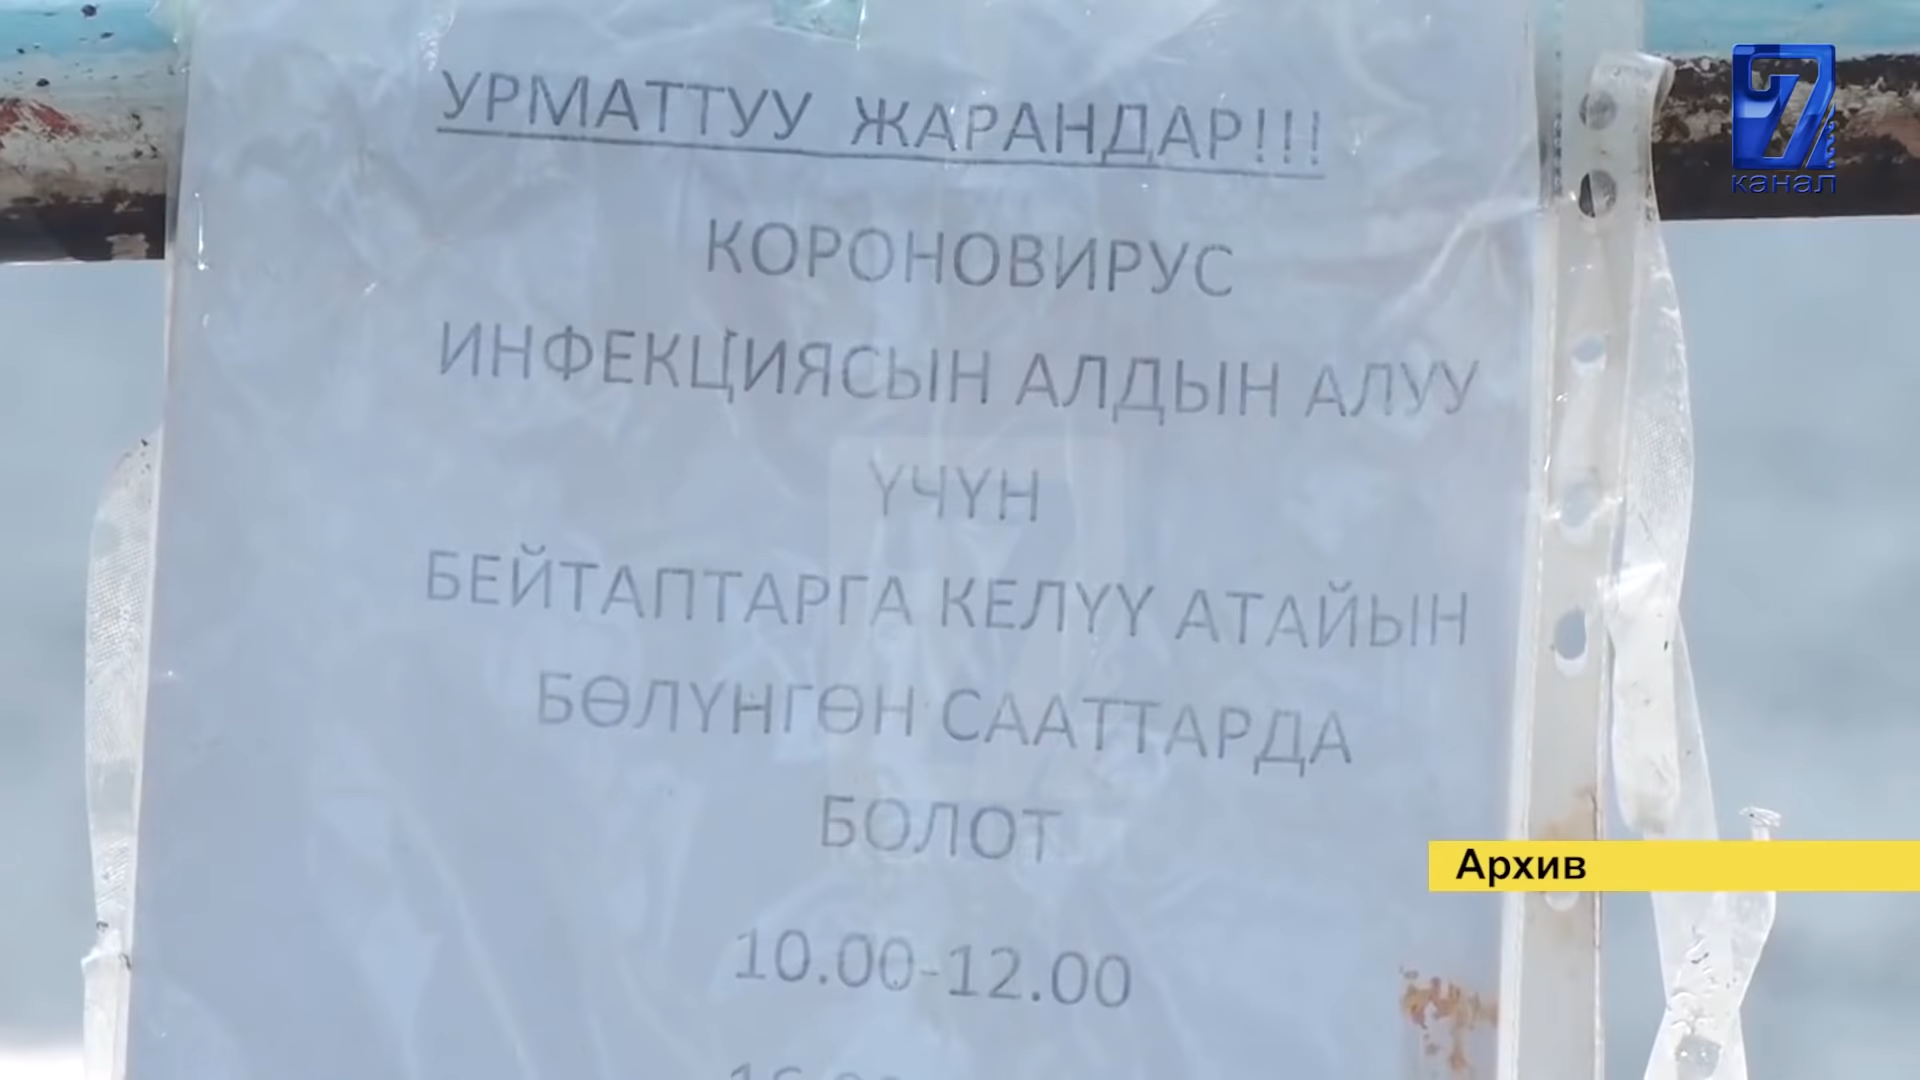 УРМАТТУУ ЖАРАНДАР!!!
КОРОНОВИРУС
ИНФЕКЦИЯСЫН АЛДЫН АЛУУ
ҮЧҮН
БЕЙТАПТАРГА КЕЛҮҮ АТАЙЫН
БӨЛҮНГӨН СААТТАРДА
БОЛОТ
10.00-12.00
7
канал
Архив